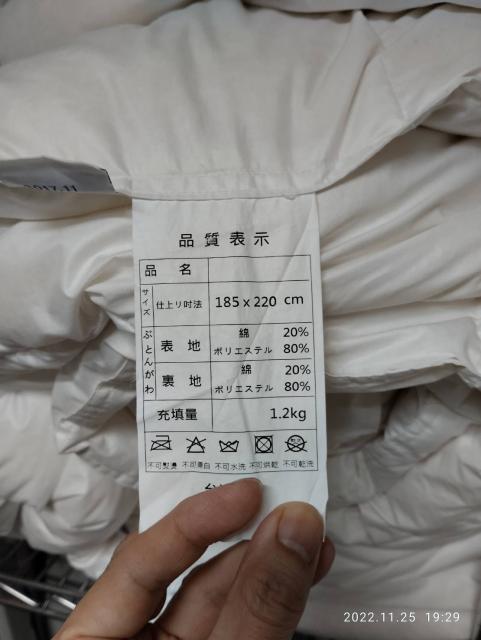 品質表示
品名
サイズ 仕上り吋法 185 x 220 cm
ぶとんがわ 表地 綿 20%
ポリエステル 80%
裏地 綿 20%
ポリエステル 80%
充填量 1.2kg
不可熨燙 不可漂白 不可水洗 不可烘乾 不可乾洗
2022.11.25 19:29